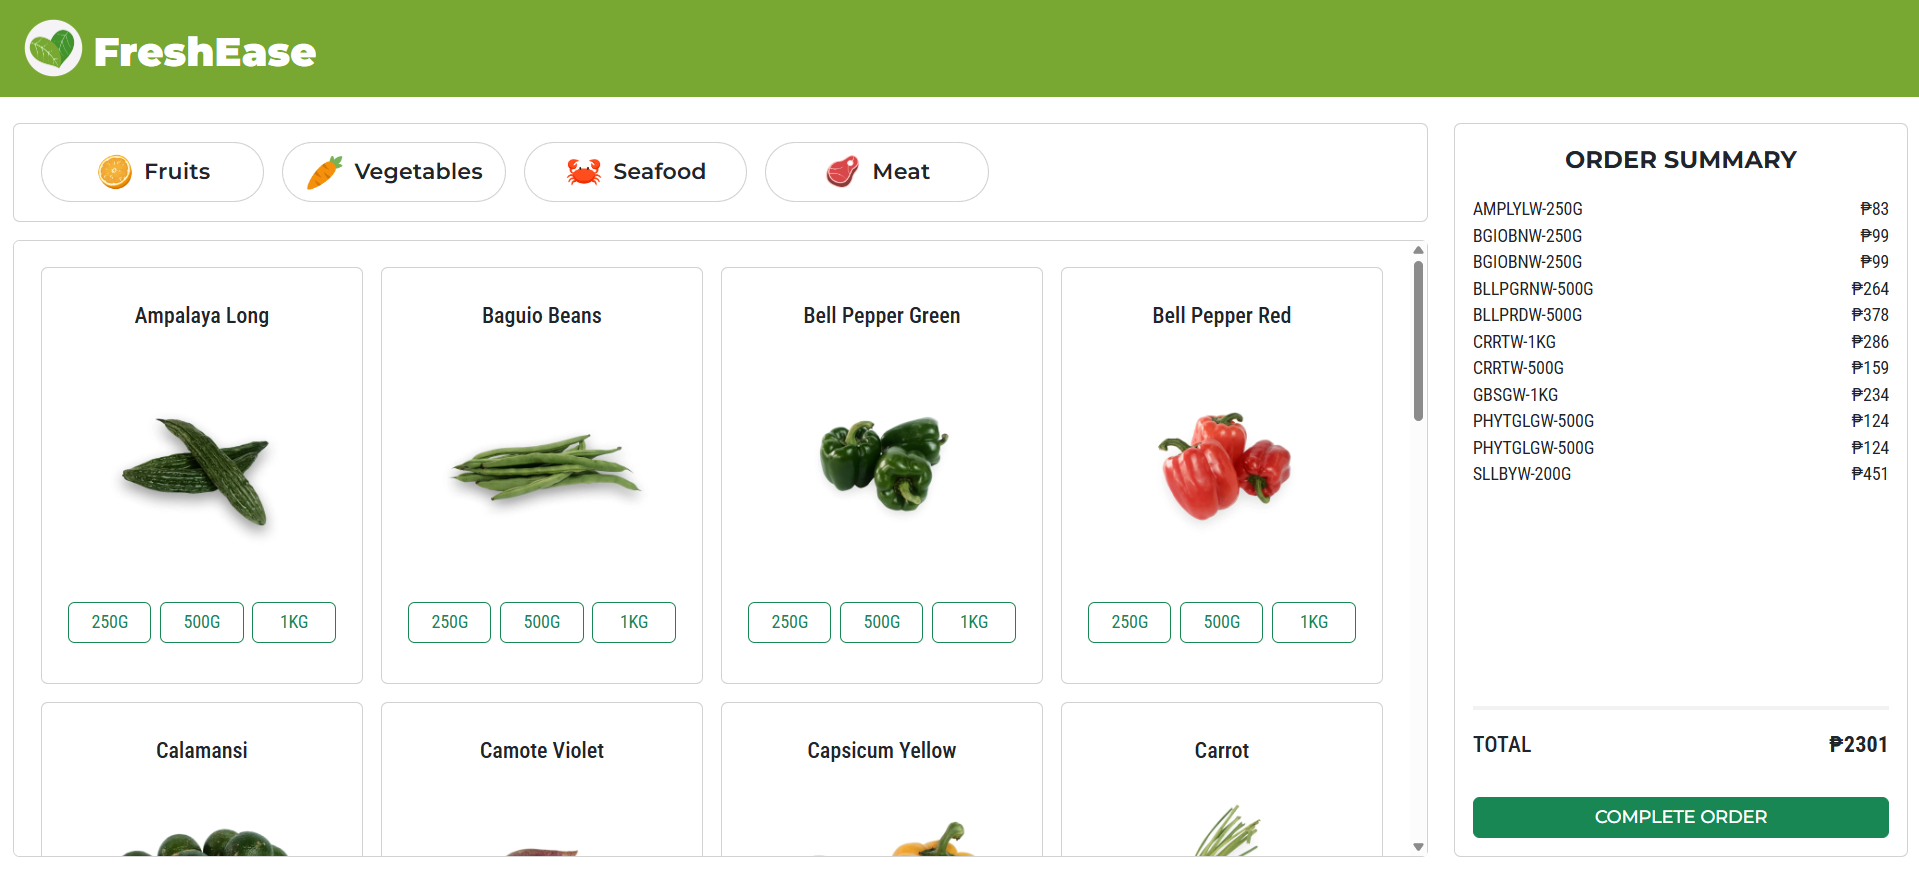 FreshEase
Fruits
Vegetables
Seafood
Meat
Ampalaya Long
250G 500G 1KG
Baguio Beans
250G 500G 1KG
Bell Pepper Green
250G 500G 1KG
Bell Pepper Red
250G 500G 1KG
Calamansi
Camote Violet
Capsicum Yellow
Carrot
ORDER SUMMARY
AMPLYLW-250G ₱83
BGIOBNW-250G ₱99
BGIOBNW-250G ₱99
BLLPGRNW-500G ₱264
BLLPRDW-500G ₱378
CRRTW-1KG ₱286
CRRTW-500G ₱159
GBSGW-1KG ₱234
PHYTGLGW-500G ₱124
PHYTGLGW-500G ₱124
SLLBYW-200G ₱451
TOTAL ₱2301
COMPLETE ORDER